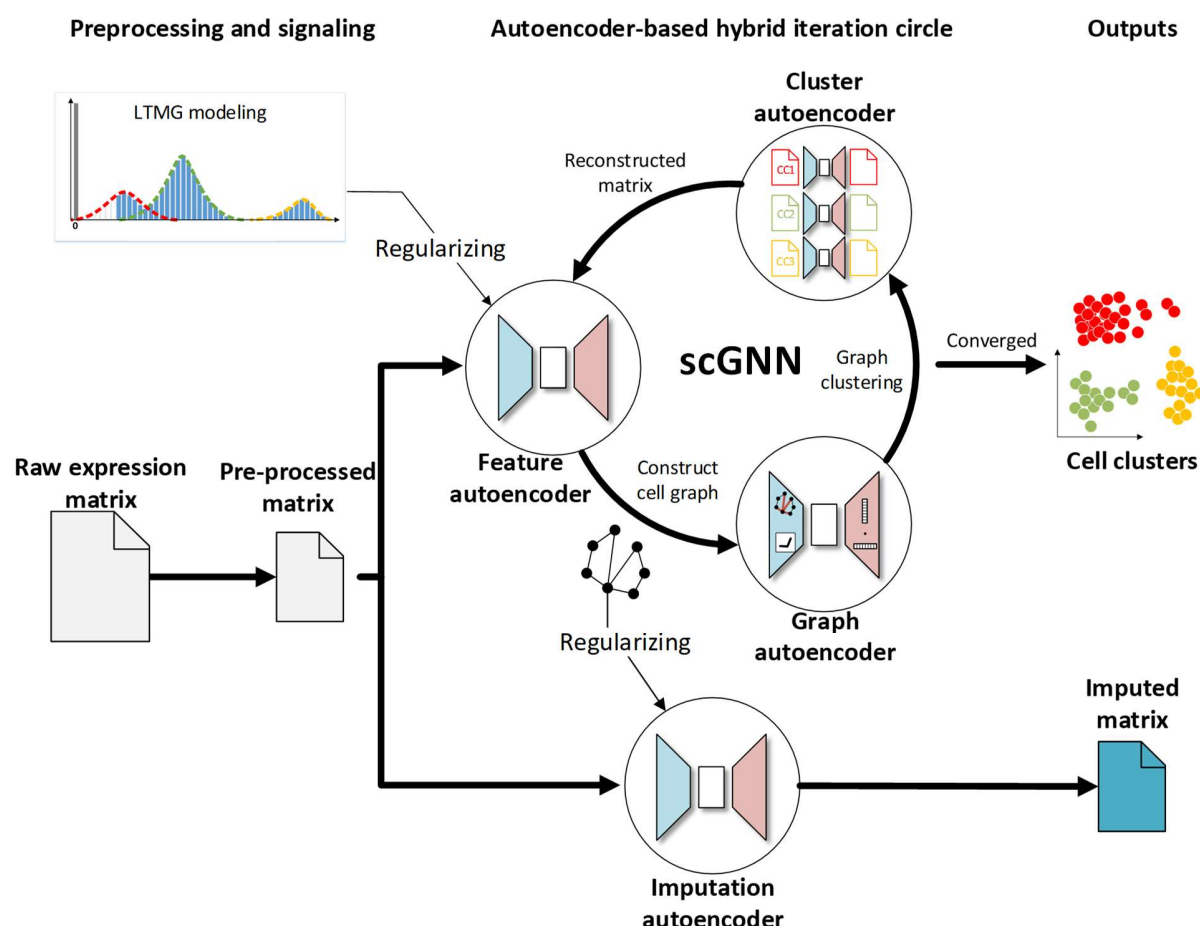 Preprocessing and signaling
Autoencoder-based hybrid iteration circle
Outputs
LTMG modeling
0
Regularizing
Cluster
autoencoder
CC1
CC2
CC3
Reconstructed
matrix
scGNN
Graph
clustering
Converged
Cell clusters
Raw expression
matrix
Pre-processed
matrix
Feature
autoencoder
Construct
cell graph
Graph
autoencoder
Regularizing
Imputation
autoencoder
Imputed
matrix